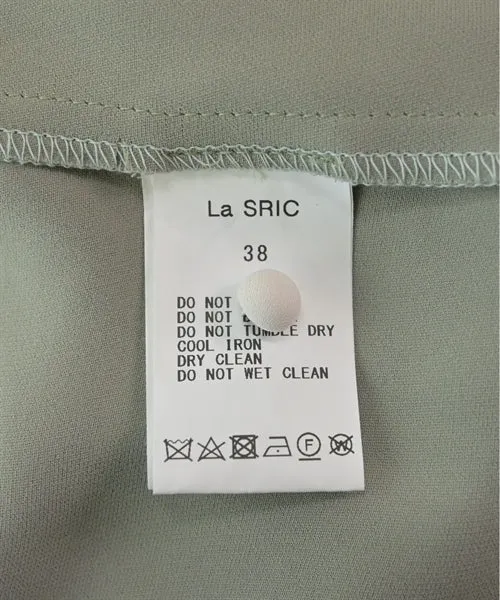 La SRIC
38
DO NOT
DO NOT
DO NOT TUMBLE DRY
COOL IRON
DRY CLEAN
DO NOT WET CLEAN
F
W